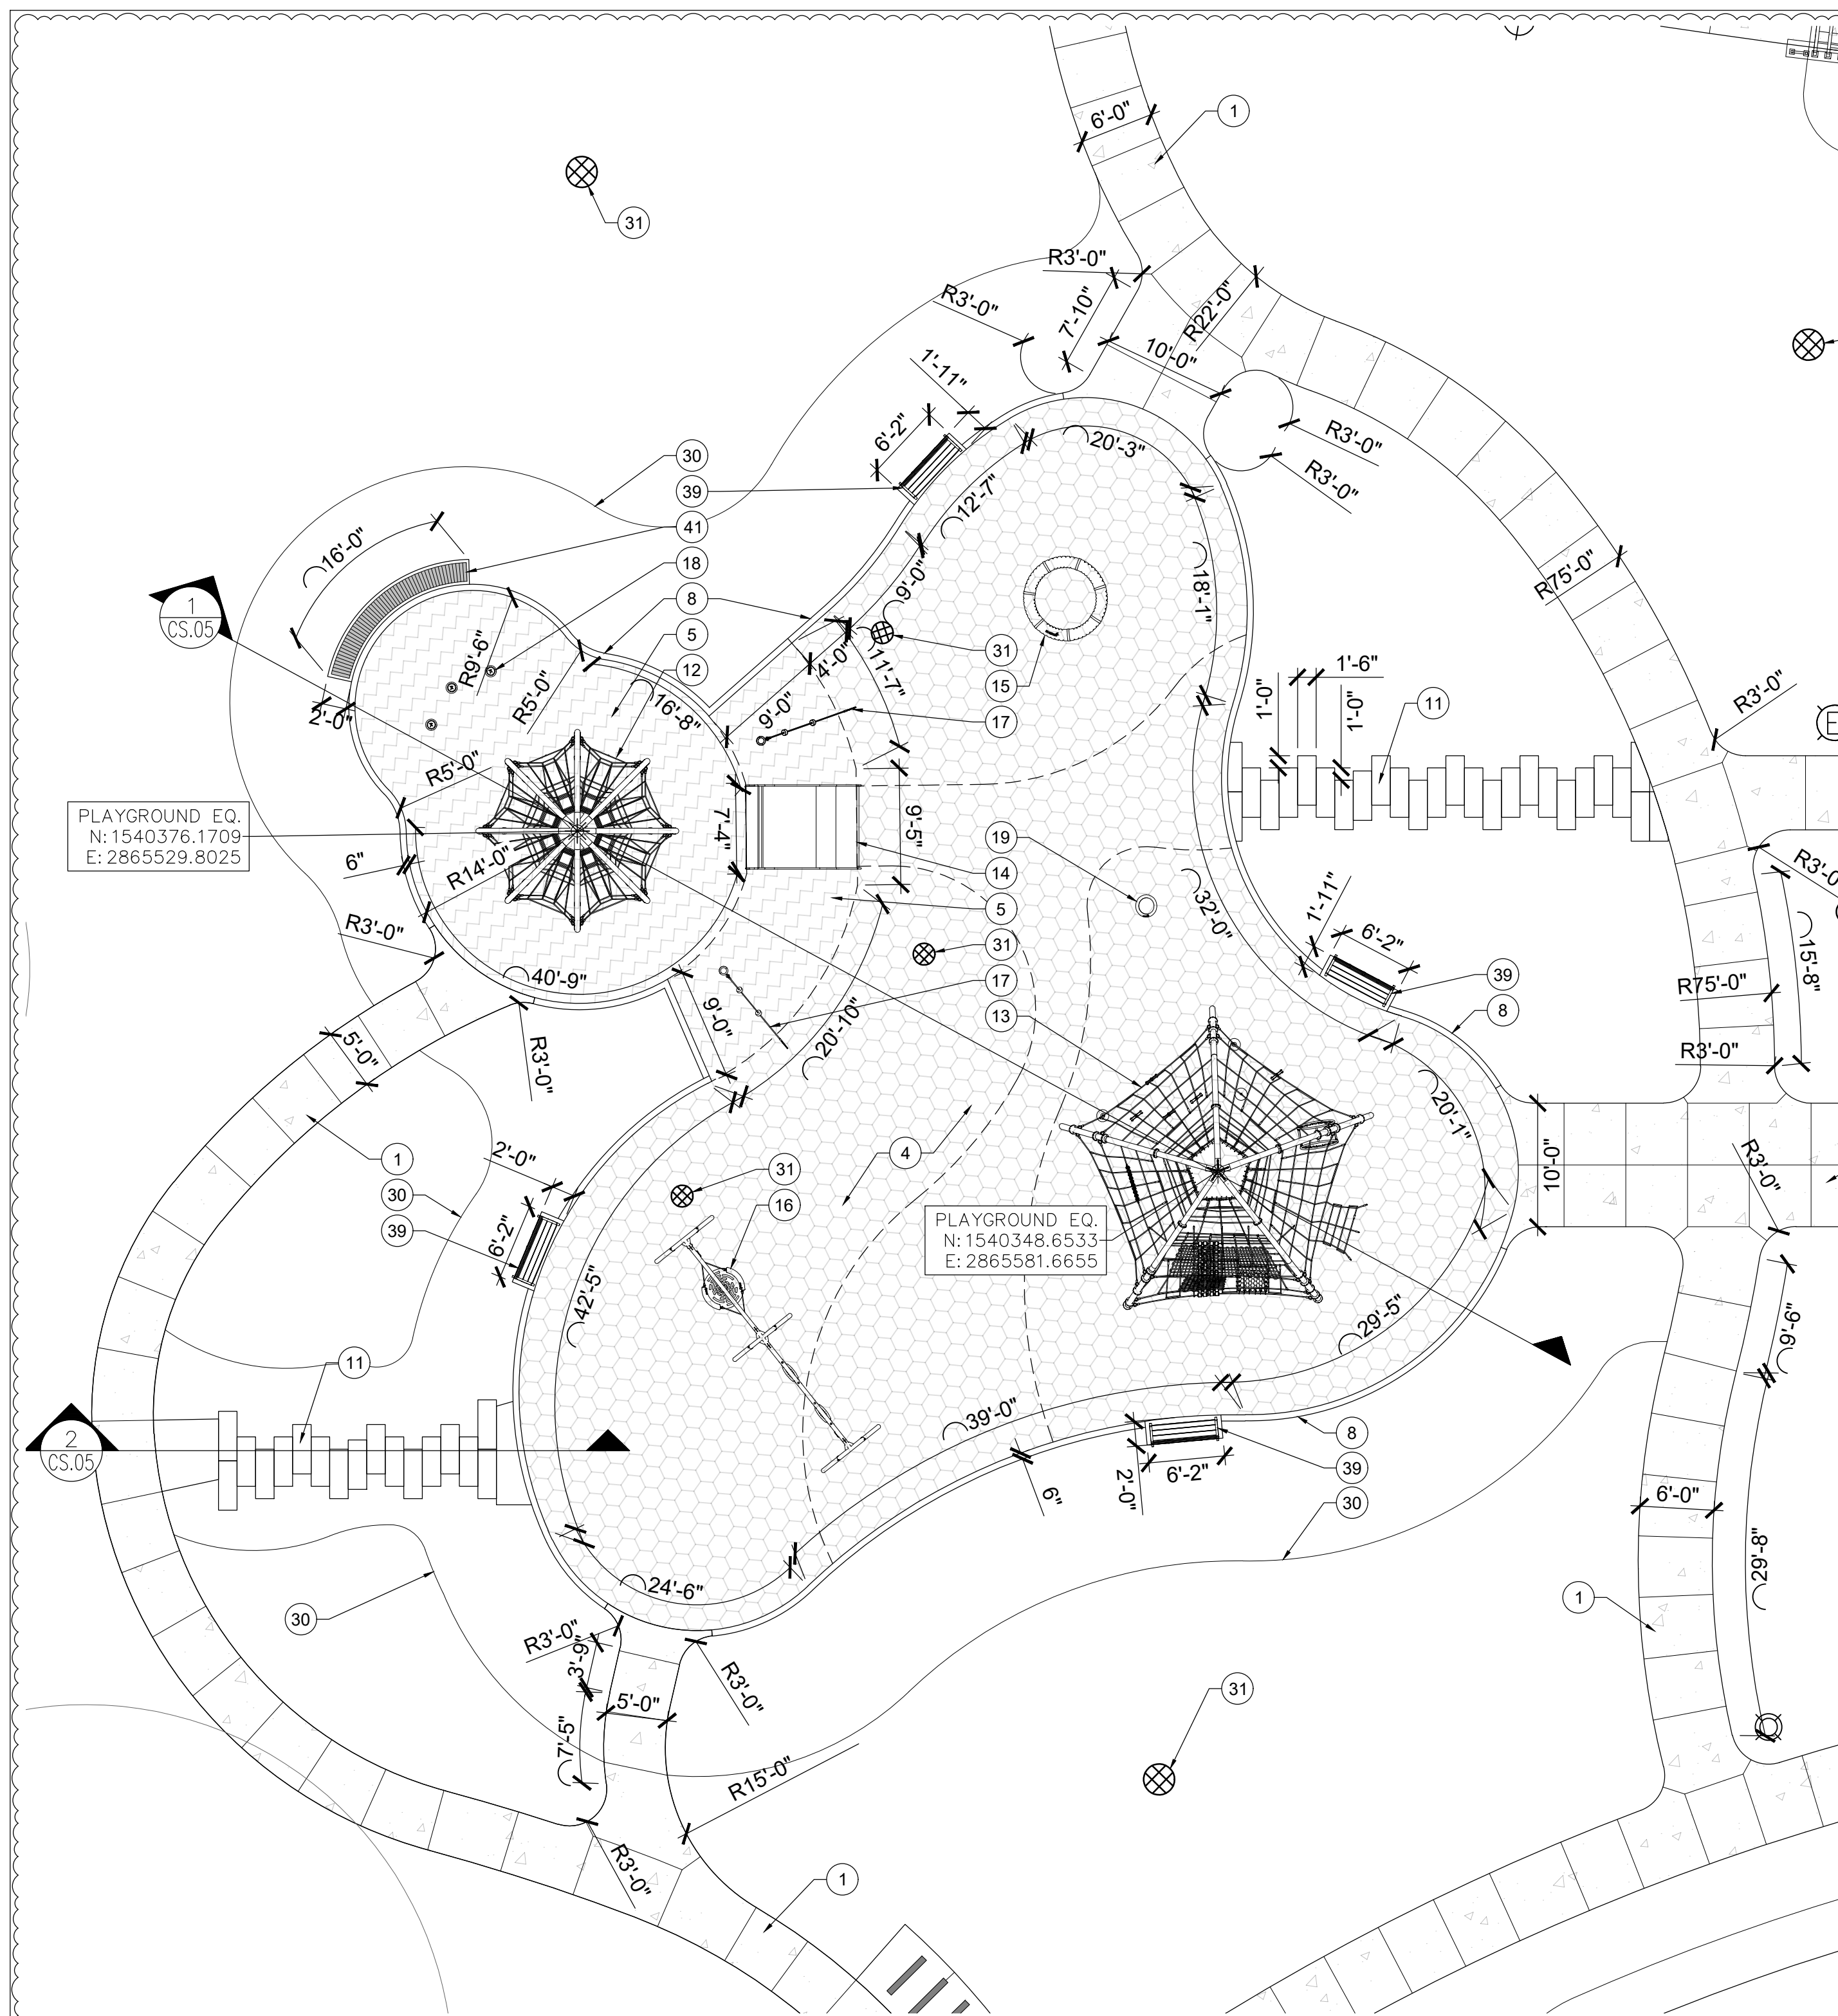 1
6'-0"
31
R3'-0"
R3'-0"
7'-10"
R22'-0"
10'-0"
1'-11"
6'-2"
20'-3"
R3'-0"
R3'-0"
30
39
12'-7"
41
16'-0"
18
9'-0"
18'-1"
R75'-0"
1
CS.05
8
R9'-6"
5
31
4'-0"
11'-7"
12
15
R5'-0"
16'-8"
9'-0"
17
1'-0"
1'-6"
1'-0"
11
R3'-0"
E
2'-0"
R5'-0"
PLAYGROUND EQ.
N:1540376.1709
E:2865529.8025
7'-4"
9'-5"
19
6"
R14'-0"
14
R3'-0"
5
32'-0"
1'-11"
6'-2"
15'-8"
R3'-0"
31
39
40'-9"
17
R75'-0"
9'-0"
13
8
20'-10"
5'-0"
R3'-0"
R3'-0"
20'-1"
1
2'-0"
4
31
30
16
10'-0"
R3'-0"
39
6'-2"
PLAYGROUND EQ.
N:1540348.6533
E:2865581.6655
42'-5"
29'-5"
9'-6"
11
39'-0"
8
2
CS.05
39
6'-2"
2'-0"
6"
30
6'-0"
29'-8"
24'-6"
30
1
R3'-0"
3'-9"
R3'-0"
31
5'-0"
7'-5"
R15'-0"
R3'-0"
1